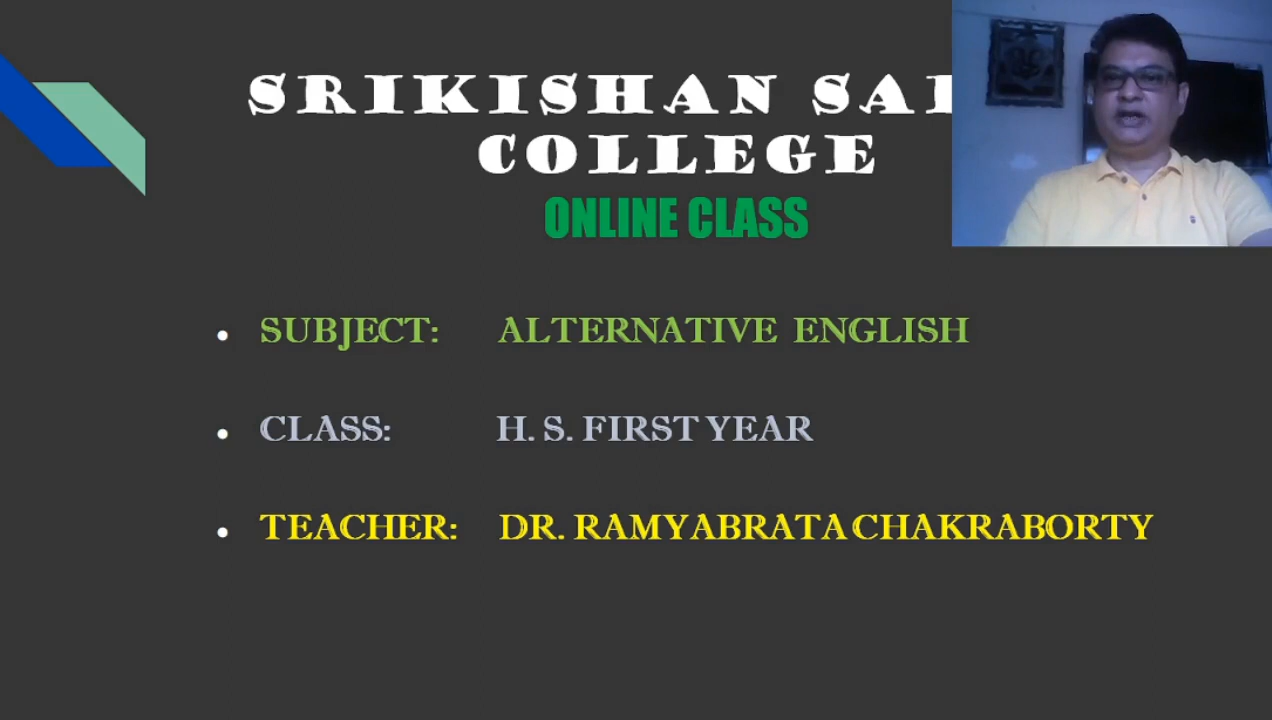 SRIKISHAN
COLLEGE
ONLINE CLASS
• SUBJECT: ALTERNATIVE ENGLISH
• CLASS: H. S. FIRST YEAR
• TEACHER: DR. RAMYABRATA CHAKRABORTY